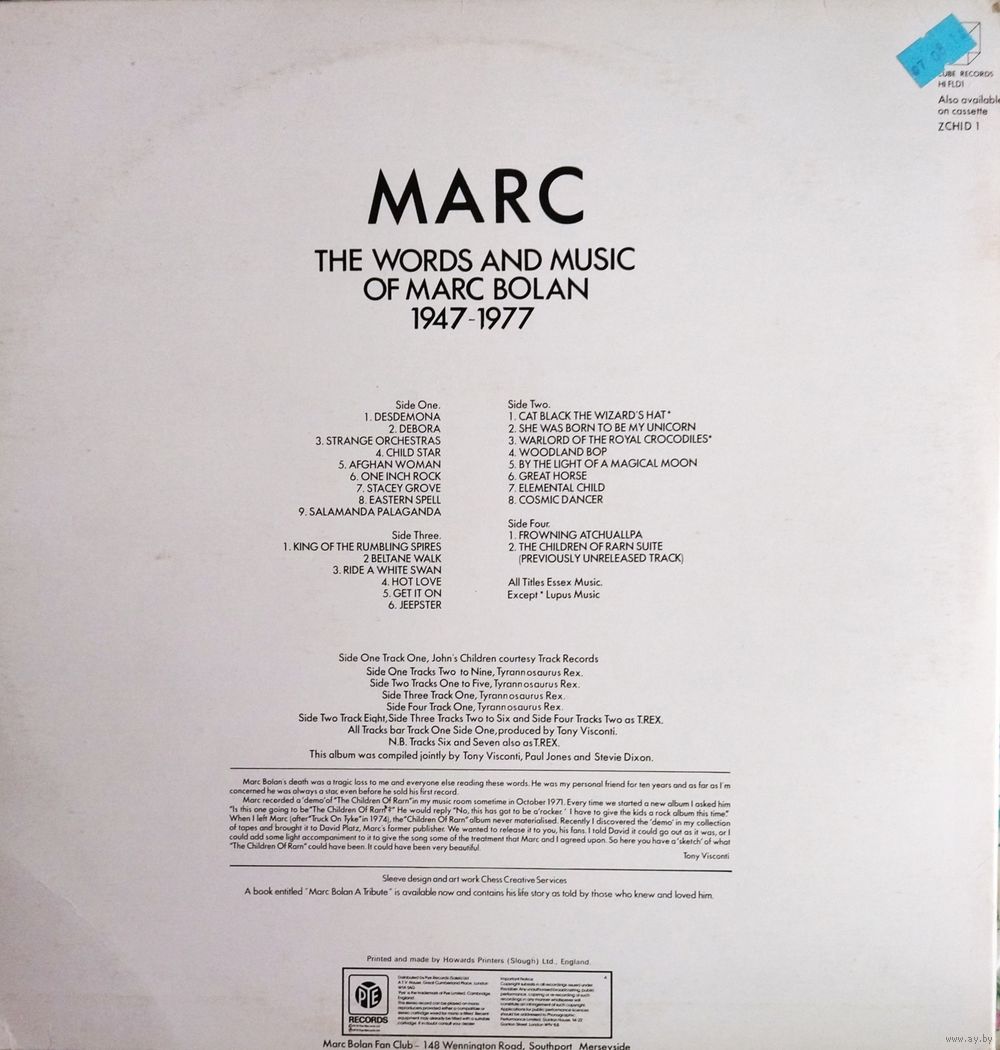 CUBE RECORDS
HI FLD1
Also available
on cassette
ZCHID 1
MARC
THE WORDS AND MUSIC
OF MARC BOLAN
1947-1977
Side One.
1. DESDEMONA
2. DEBORA
3. STRANGE ORCHESTRAS
4. CHILD STAR
5. AFGHAN WOMAN
6. ONE INCH ROCK
7. STACEY GROVE
8. EASTERN SPELL
9. SALAMANDA PALAGANDA
Side Two.
1. CAT BLACK THE WIZARD'S HAT*
2. SHE WAS BORN TO BE MY UNICORN
3. WARLORD OF THE ROYAL CROCODILES*
4. WOODLAND BOP
5. BY THE LIGHT OF A MAGICAL MOON
6. GREAT HORSE
7. ELEMENTAL CHILD
8. COSMIC DANCER
Side Three.
1. KING OF THE RUMBLING SPIRES
2 BELTANE WALK
3. RIDE A WHITE SWAN
4. HOT LOVE
5. GET IT ON
6. JEEPSTER
Side Four.
1. FROWNING ATCHUALLPA
2. THE CHILDREN OF RARN SUITE
(PREVIOUSLY UNRELEASED TRACK)
All Titles Essex Music.
Except * Lupus Music
Side One Track One, John's Children courtesy Track Records
Side One Tracks Two to Nine, Tyrannosaurus Rex.
Side Two Tracks One to Five, Tyrannosaurus Rex.
Side Three Track One, Tyrannosaurus Rex.
Side Four Track One, Tyrannosaurus Rex.
Side Two Track Eight, Side Three Tracks Two to Six and Side Four Tracks Two as T.REX.
All Tracks bar Track One Side One, produced by Tony Visconti.
N.B. Tracks Six and Seven also as T.REX.
This album was compiled jointly by Tony Visconti, Paul Jones and Stevie Dixon.
Marc Bolan's death was a tragic loss to me and everyone else reading these words. He was my personal friend for ten years and as far as I'm
concerned he was always a star, even before he sold his first record.
Marc recorded a 'demo' of "The Children Of Rarn" in my music room sometime in October 1971. Every time we started a new album I asked him
"Is this one going to be "The Children Of Rarn"?" He would reply "No, this has got to be a 'rocker.' I have to give the kids a rock album this time."
When I left Marc (after "Truck On Tyke" in 1974), the "Children Of Rarn" album never materialised. Recently I discovered the 'demo' in my collection
of tapes and brought it to David Platz, Marc's former publisher. We wanted to release it to you, his fans. I told David it could go out as it was, or I
could add some light accompaniment to it to give the song some of the treatment that Marc and I agreed upon. So here you have a 'sketch' of what
"The Children Of Rarn" could have been. It could have been very beautiful.
Tony Visconti
Sleeve design and art work Chess Creative Services
A book entitled "Marc Bolan A Tribute" is available now and contains his life story as told by those who knew and loved him.
Printed and made by Howards Printers (Slough) Ltd., England.
PYE
RECORDS
Distributed by Pye Records (Sales) Ltd
A.T.V. House, Great Cumberland Place, London
W1A 1AG
Important Notice
Marc Bolan Fan Club - 148 Wennington Road, Southport Merseyside
www.ay.by